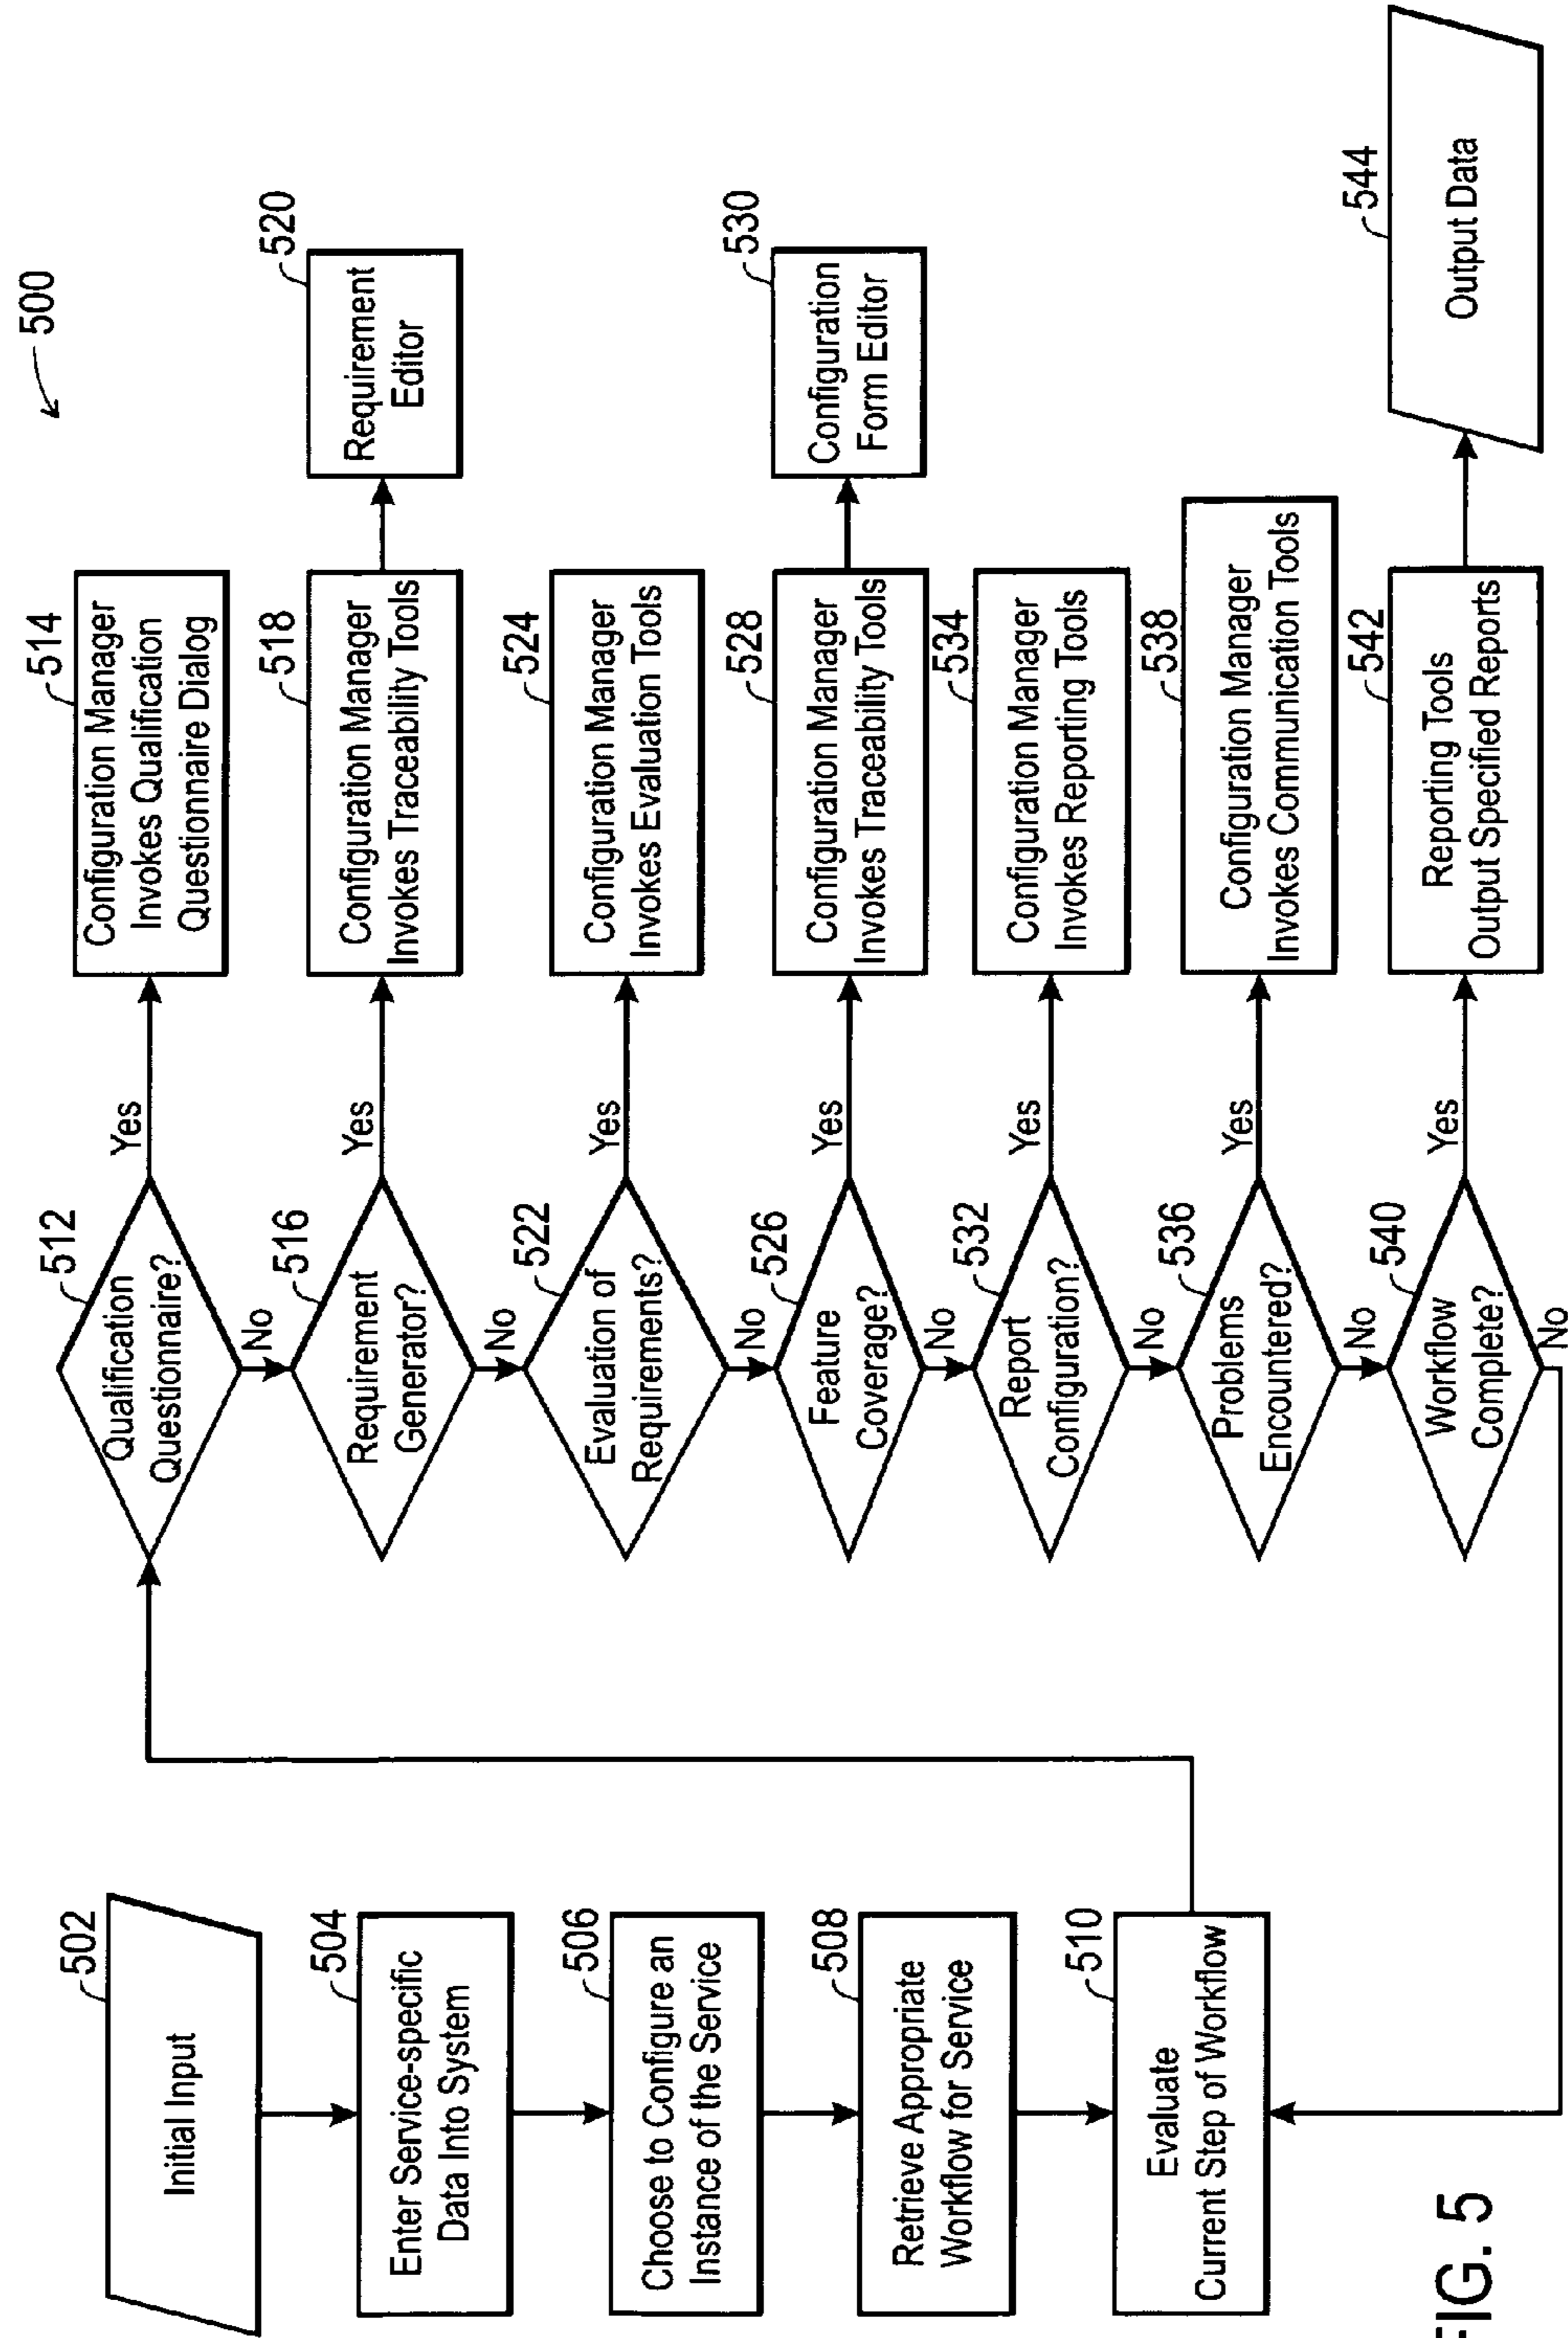 500
502
Initial Input
504
Enter Service-specific
Data Into System
506
Choose to Configure an
Instance of the Service
508
Retrieve Appropriate
Workflow for Service
510
Evaluate
Current Step of Workflow
512
Qualification
Questionnaire?
Yes
No
514
Configuration Manager
Invokes Qualification
Questionnaire Dialog
516
Requirement
Generator?
Yes
No
518
Configuration Manager
Invokes Traceability Tools
520
Requirement
Editor
522
Evaluation of
Requirements?
Yes
No
524
Configuration Manager
Invokes Evaluation Tools
526
Feature
Coverage?
Yes
No
528
Configuration Manager
Invokes Traceability Tools
530
Configuration
Form Editor
532
Report
Configuration?
Yes
No
534
Configuration Manager
Invokes Reporting Tools
536
Problems
Encountered?
Yes
No
538
Configuration Manager
Invokes Communication Tools
540
Workflow
Complete?
Yes
No
542
Reporting Tools
Output Specified Reports
544
Output Data
FIG. 5